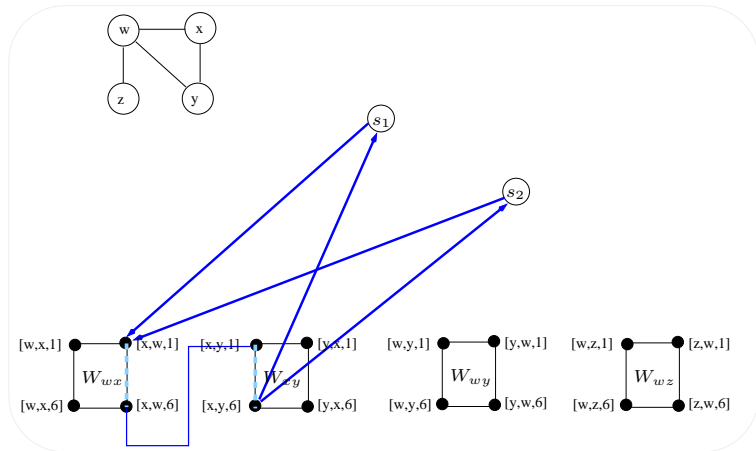 w x
z y
s1
s2
[w,x,1] [x,w,1] [x,y,1] [y,x,1] [w,y,1] [y,w,1] [w,z,1] [z,w,1]
Wwx Wxy Wwy Wwz
[w,x,6] [x,w,6] [x,y,6] [y,x,6] [w,y,6] [y,w,6] [w,z,6] [z,w,6]